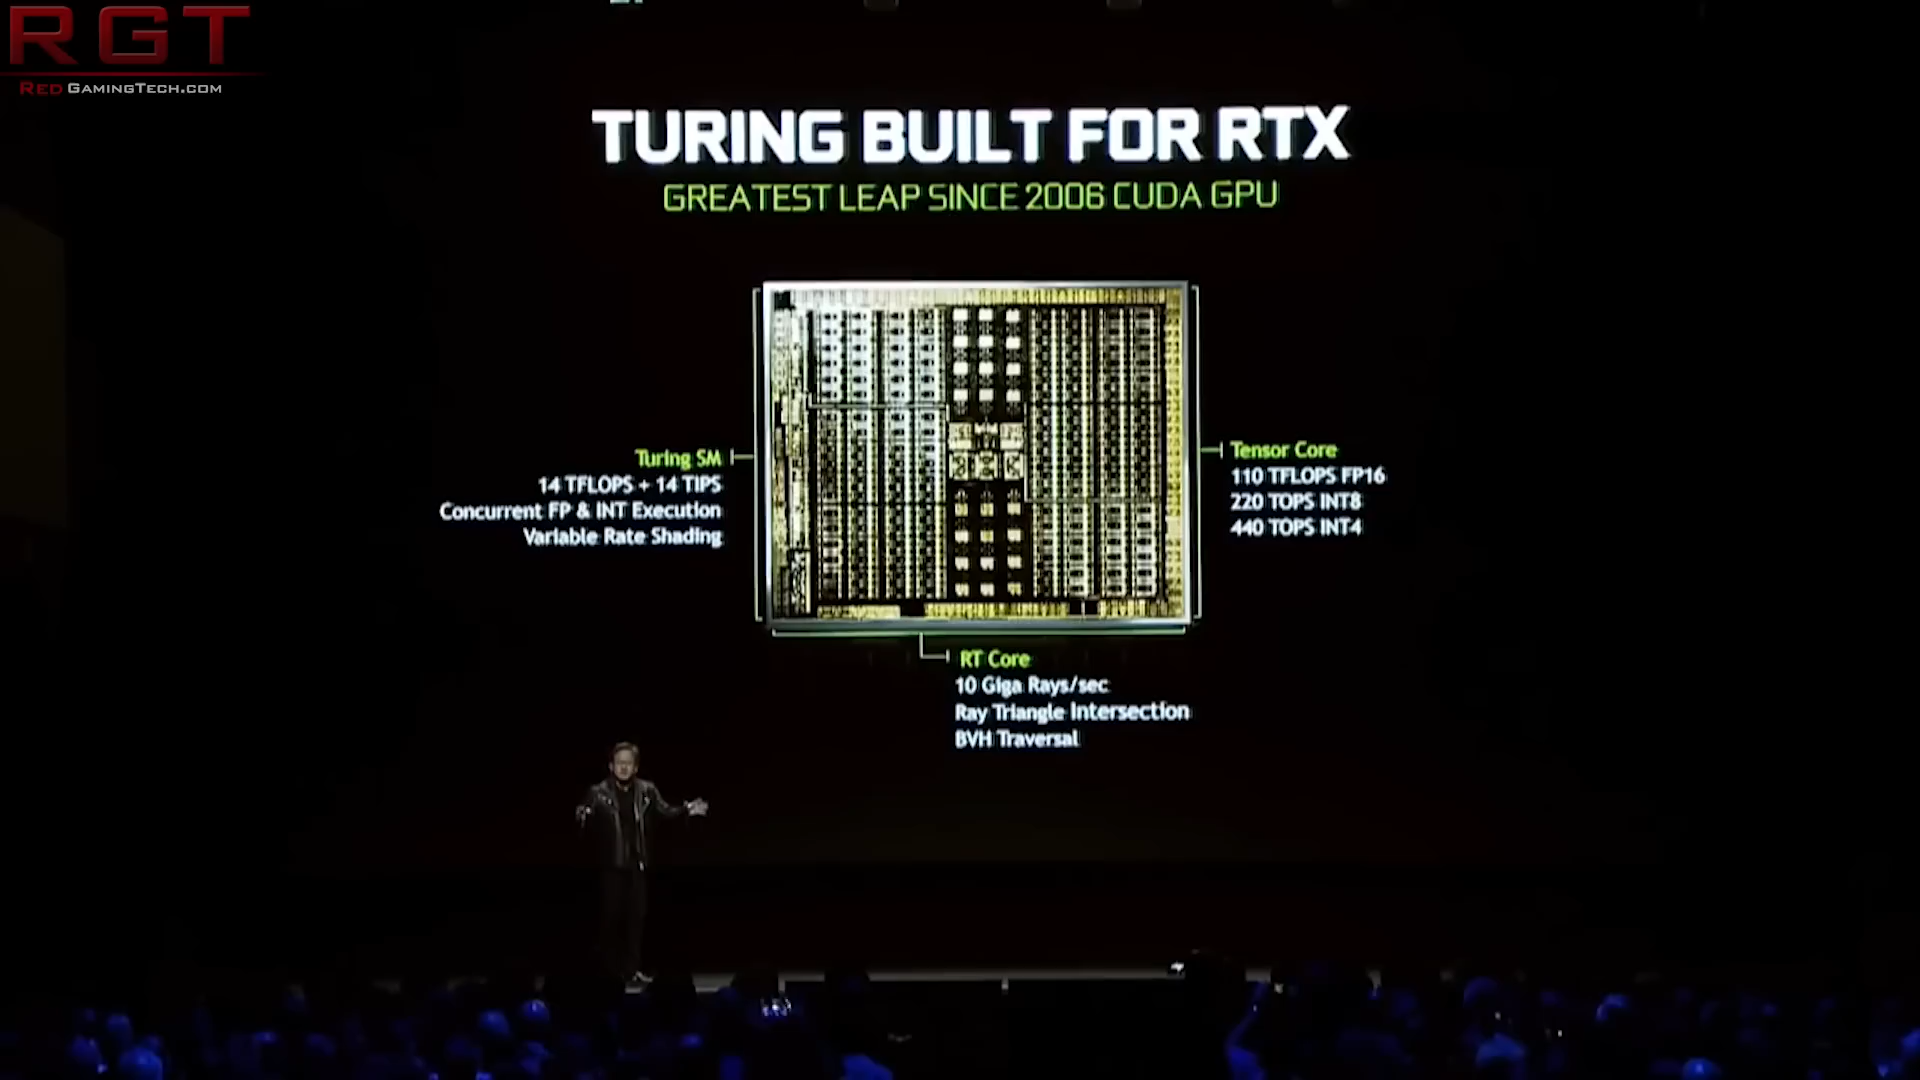 RGT
RED GAMINGTECH.COM
TURING BUILT FOR RTX
GREATEST LEAP SINCE 2006 CUDA GPU
Turing SM
14 TFLOPS + 14 TIPS
Concurrent FP & INT Execution
Variable Rate Shading
Tensor Core
110 TFLOPS FP16
220 TOPS INT8
440 TOPS INT4
RT Core
10 Giga Rays/sec
Ray Triangle Intersection
BVH Traversal